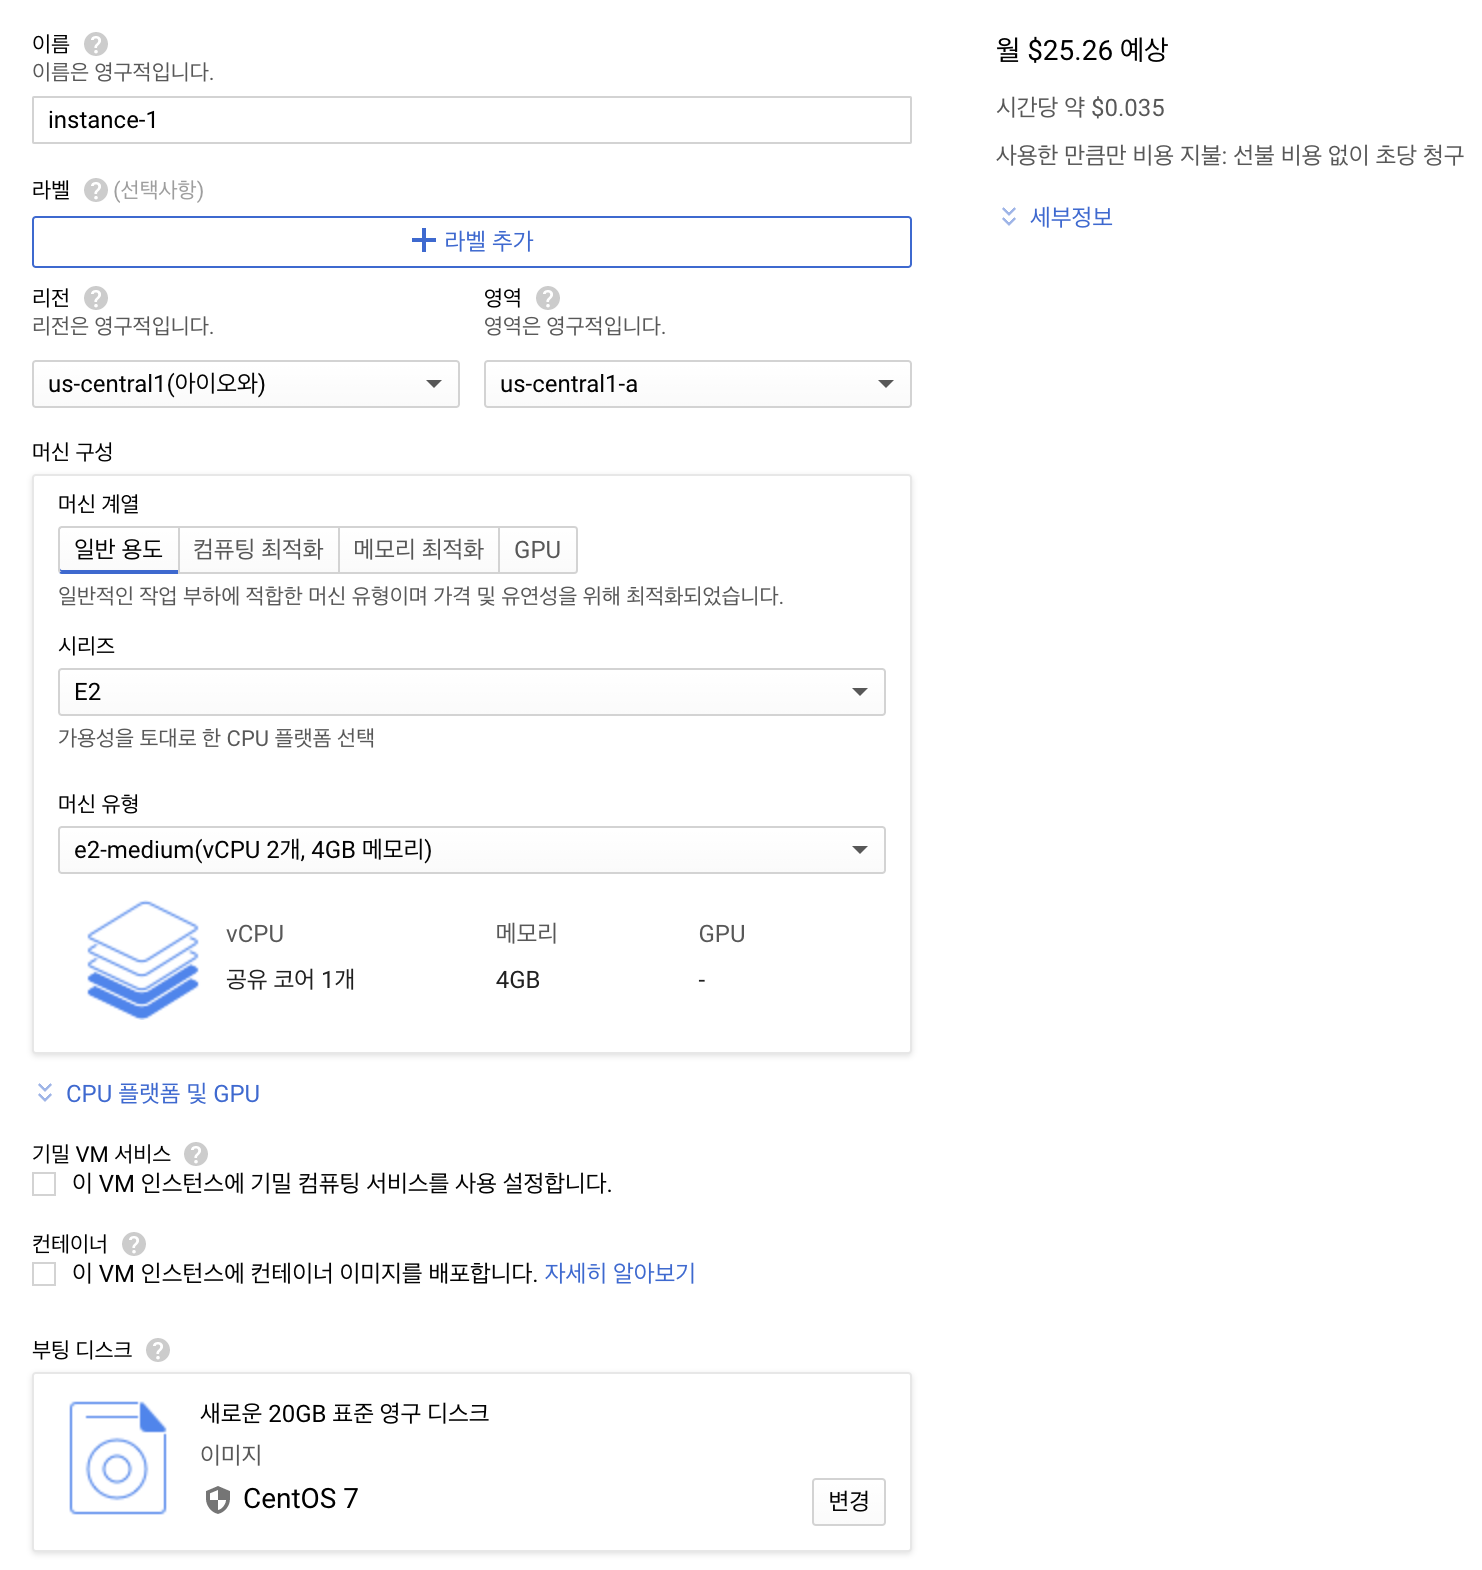 이름
이름은 영구적입니다.
instance-1
라벨 (선택사항)
라벨 추가
리전
리전은 영구적입니다.
us-central1(아이오와)
영역
영역은 영구적입니다.
us-central1-a
머신 구성
머신 계열
일반 용도 컴퓨팅 최적화 메모리 최적화 GPU
일반적인 작업 부하에 적합한 머신 유형이며 가격 및 유연성을 위해 최적화되었습니다.
시리즈
E2
가용성을 토대로 한 CPU 플랫폼 선택
머신 유형
e2-medium(vCPU 2개, 4GB 메모리)
vCPU 메모리 GPU
공유 코어 1개 4GB -
CPU 플랫폼 및 GPU
기밀 VM 서비스
이 VM 인스턴스에 기밀 컴퓨팅 서비스를 사용 설정합니다.
컨테이너
이 VM 인스턴스에 컨테이너 이미지를 배포합니다. 자세히 알아보기
부팅 디스크
새로운 20GB 표준 영구 디스크
이미지
CentOS 7
변경
월 $25.26 예상
시간당 약 $0.035
사용한 만큼만 비용 지불: 선불 비용 없이 초당 청구
세부정보